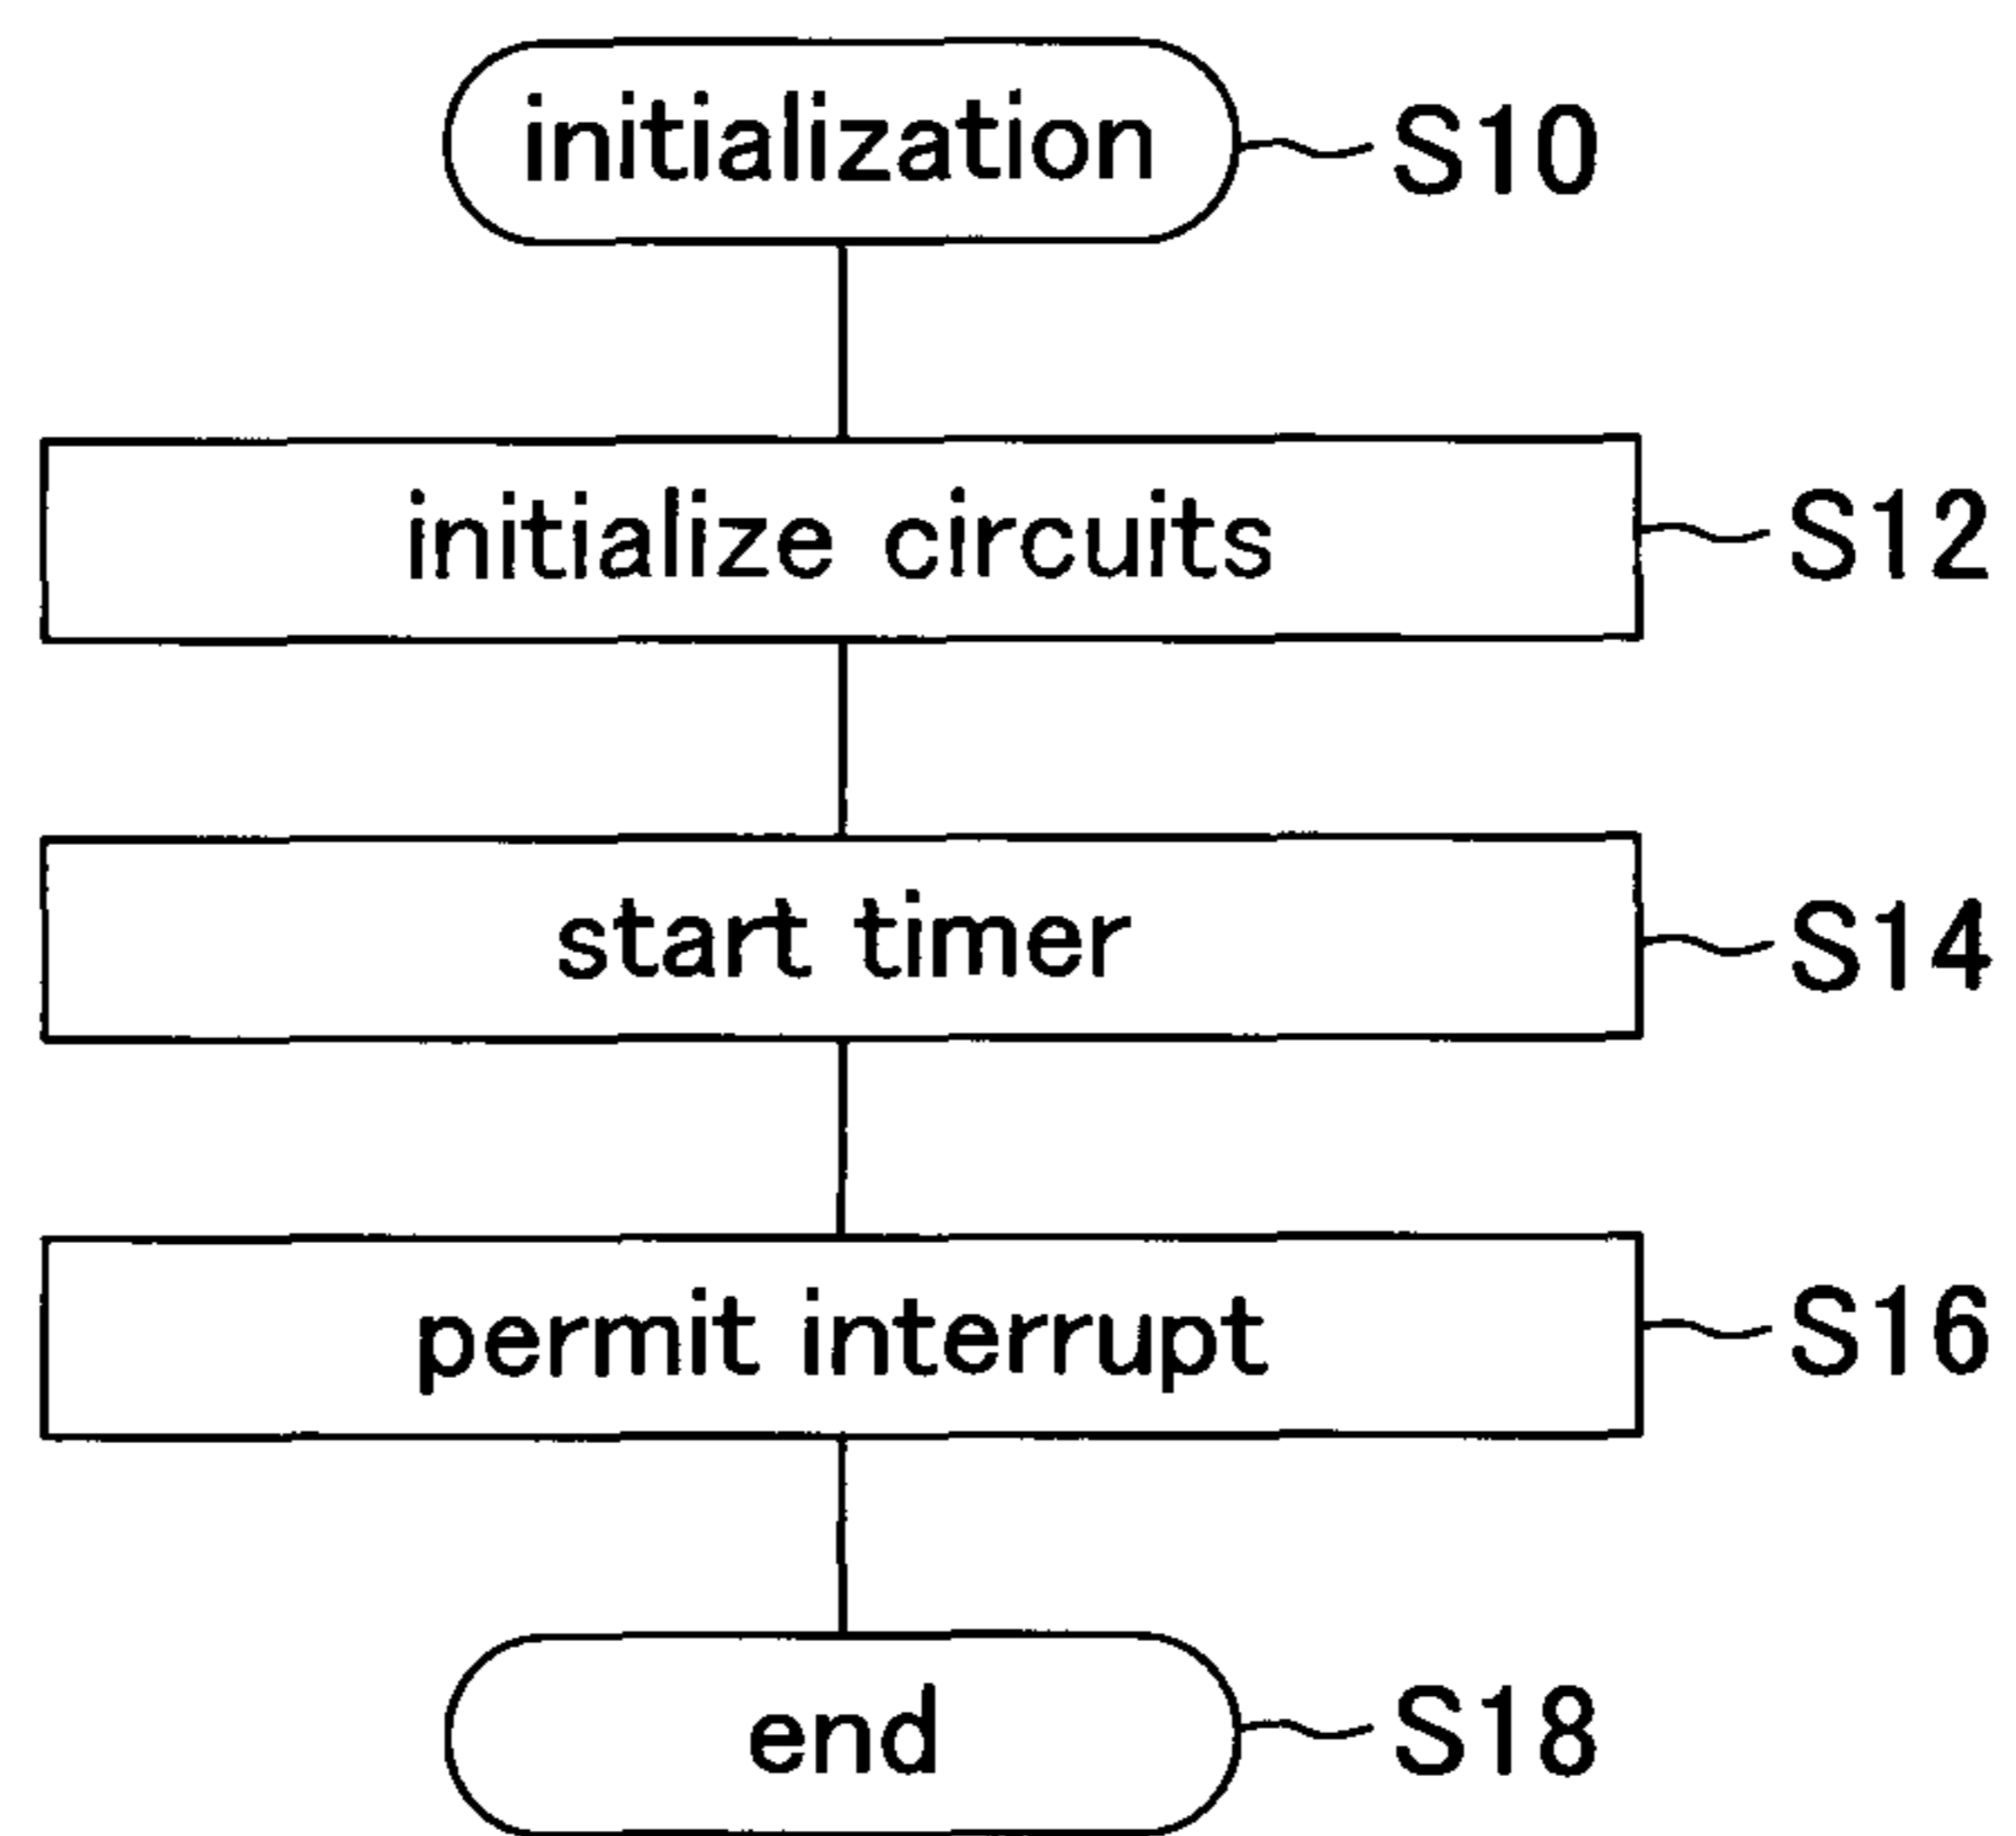 initialization S10
initialize circuits S12
start timer S14
permit interrupt S16
end S18